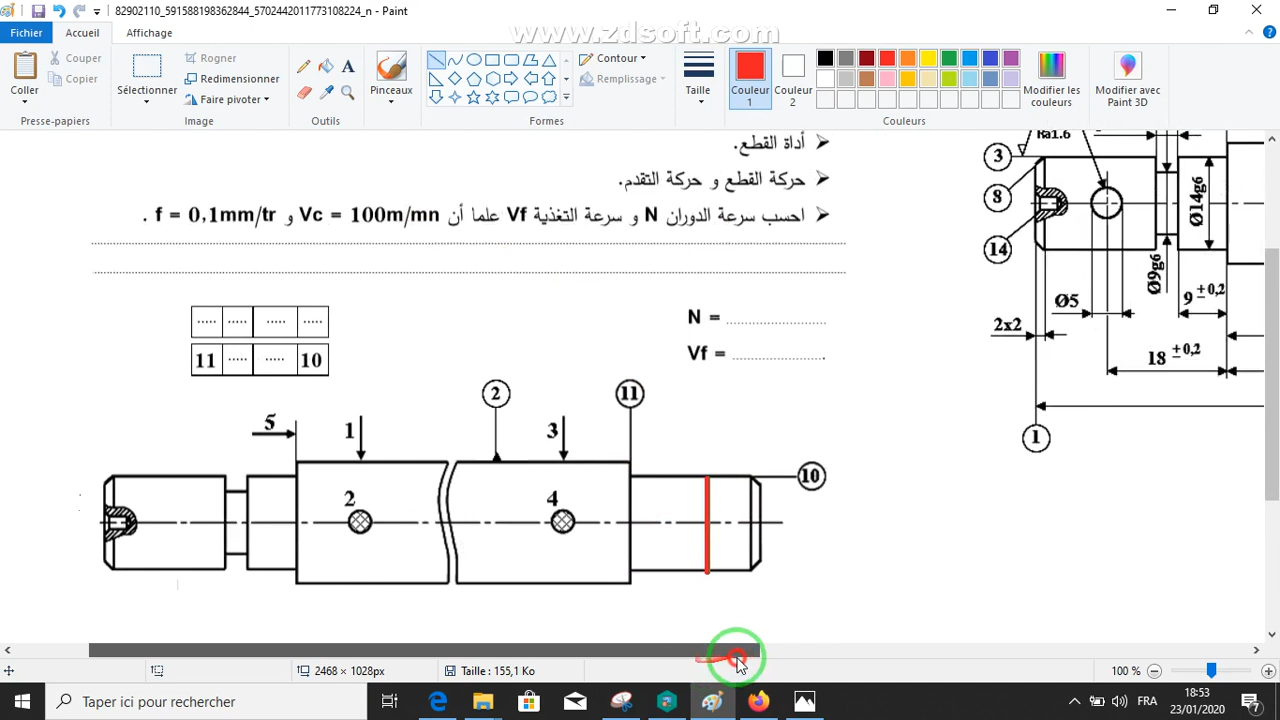 82902110_591588198362844_5702442011773108224_n - Paint
www.zdsoft.com
Fichier
Accueil
Affichage
Coller
Couper
Copier
Presse-papiers
Sélectionner
Rogner
Redimensionner
Faire pivoter
Image
A
Outils
Pinceaux
Contour
Remplissage
Formes
Taille
Couleur 1
Couleur 2
Modifier les couleurs
Modifier avec Paint 3D
Couleurs
أداة القطع.
حركة القطع و حركة التقدم.
احسب سرعة الدوران N و سرعة التغذية Vf علما أن Vc = 100m/mn و f = 0,1mm/tr .
N = ....................
Vf = ..................
..... ..... ..... .....
11 ..... ..... 10
2
11
5
1
3
10
2
4
Ra1.6
3
8
14
Ø14g6
Ø9g6
Ø5
9 ±0,2
2x2
18 ±0,2
1
2468 × 1028px
Taille : 155,1 Ko
100 %
Taper ici pour rechercher
FRA
18:53
23/01/2020
7